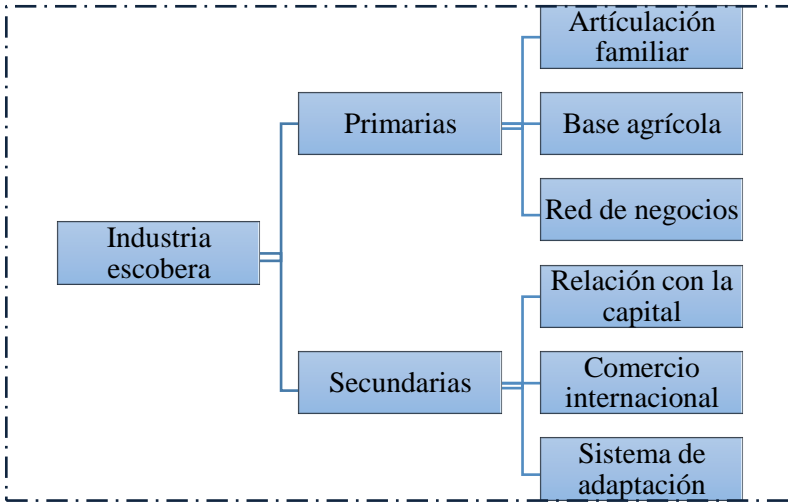 Artículación
familiar
Primarias
Base agrícola
Red de negocios
Industria
escobera
Relación con la
capital
Secundarias
Comercio
internacional
Sistema de
adaptación